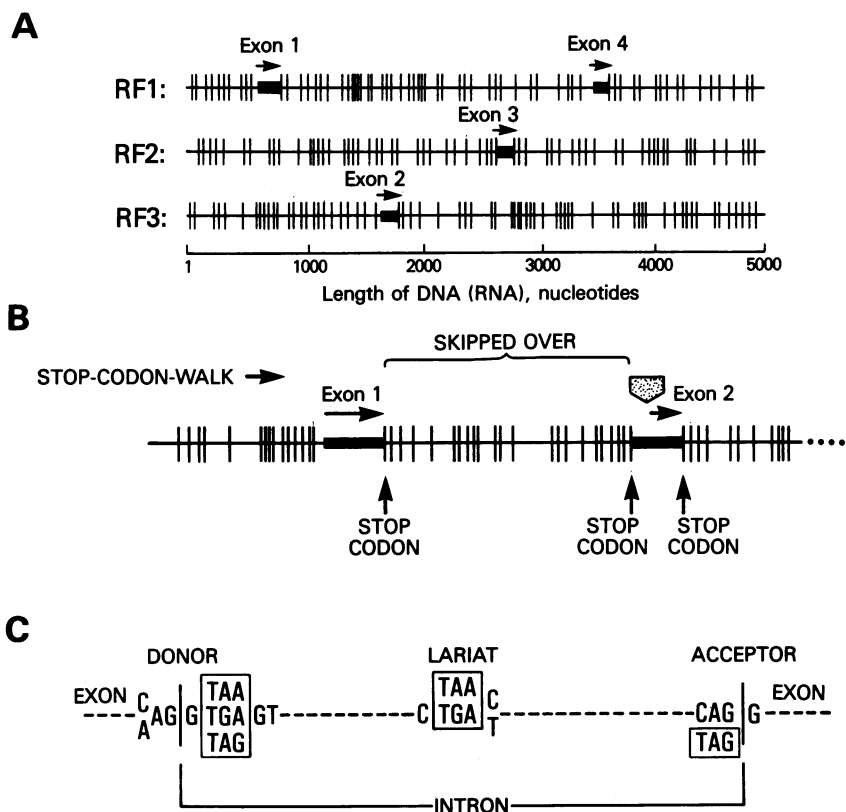 A
Exon 1
Exon 4
RF1:
Exon 3
RF2:
Exon 2
RF3:
1 1000 2000 3000 4000 5000
Length of DNA (RNA), nucleotides
B
SKIPPED OVER
STOP-CODON-WALK
Exon 1
Exon 2
STOP CODON
STOP CODON
STOP CODON
C
DONOR LARIAT ACCEPTOR
EXON
C
A
AG G
TAA
TGA
TAG
GT
C
TAA
TGA
C
T
CAG
TAG
G
EXON
INTRON